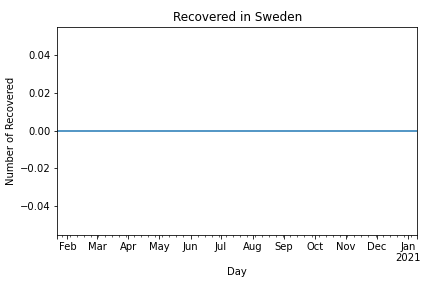 Recovered in Sweden
Number of Recovered
0.04
0.02
0.00
−0.02
−0.04
Feb Mar Apr May Jun Jul Aug Sep Oct Nov Dec Jan
2021
Day